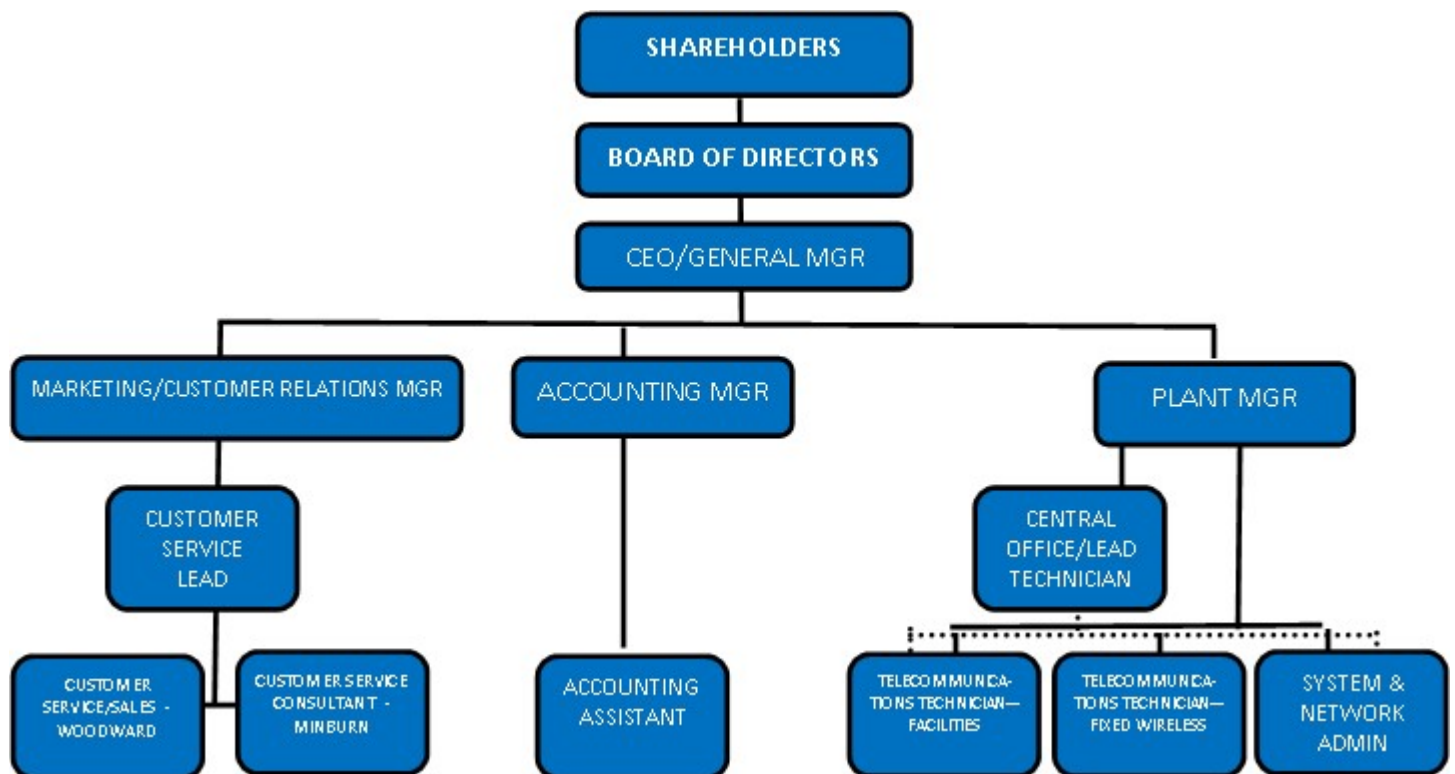 SHAREHOLDERS
BOARD OF DIRECTORS
CEO/GENERAL MGR
MARKETING/CUSTOMER RELATIONS MGR
ACCOUNTING MGR
PLANT MGR
CUSTOMER
SERVICE
LEAD
CENTRAL
OFFICE/LEAD
TECHNICIAN
CUSTOMER
SERVICE/SALES -
WOODWARD
CUSTOMER SERVICE
CONSULTANT -
MINBURN
ACCOUNTING
ASSISTANT
TELECOMMUNICA-
TIONS TECHNICIAN—
FACILITIES
TELECOMMUNICA-
TIONS TECHNICIAN—
FIXED WIRELESS
SYSTEM &
NETWORK
ADMIN